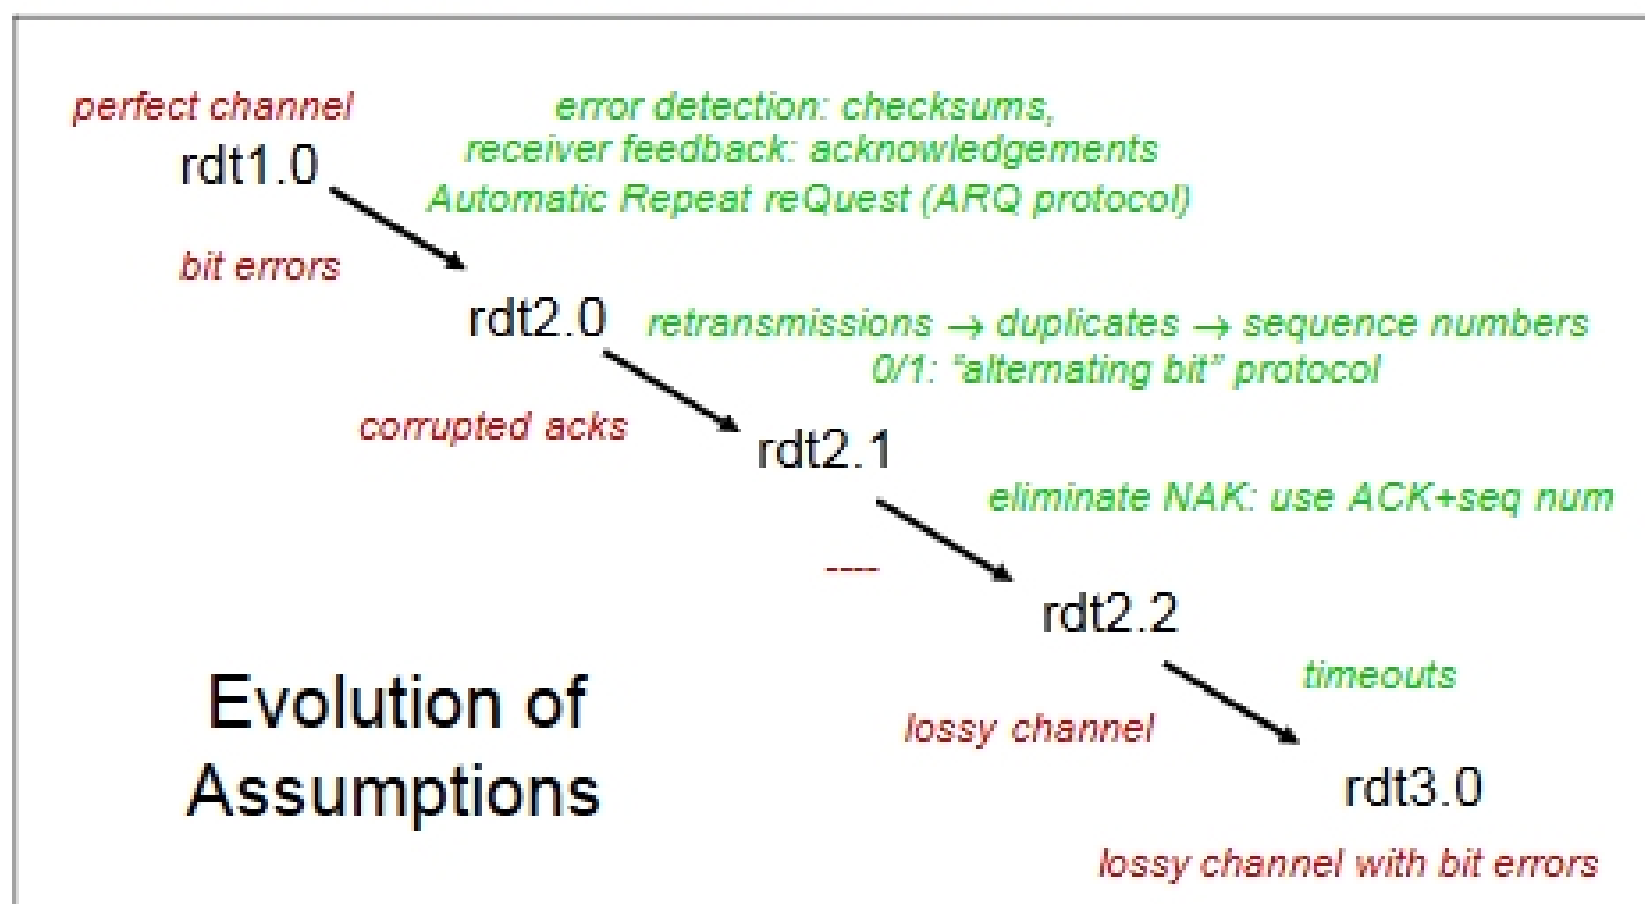 perfect channel
error detection: checksums,
receiver feedback: acknowledgements
rdt1.0
Automatic Repeat reQuest (ARQ protocol)
bit errors
rdt2.0
retransmissions → duplicates → sequence numbers
0/1: “alternating bit” protocol
corrupted acks
rdt2.1
eliminate NAK: use ACK+seq num
----
rdt2.2
timeouts
lossy channel
Evolution of
Assumptions
rdt3.0
lossy channel with bit errors